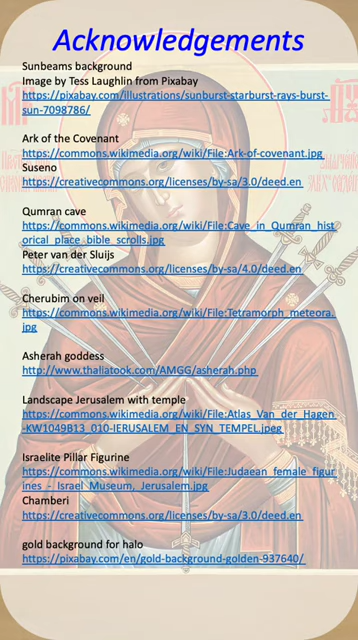 Acknowledgements
Sunbeams background
Image by Tess Laughlin from Pixabay
https://pixabay.com/illustrations/sunburst-starburst-rays-burst-
sun-7098786/
Ark of the Covenant
https://commons.wikimedia.org/wiki/File:Ark-of-covenant.jpg
Suseno
https://creativecommons.org/licenses/by-sa/3.0/deed.en
Qumran cave
https://commons.wikimedia.org/wiki/File:Cave_in_Qumran_hist
orical_place_bible_scrolls.jpg
Peter van der Sluijs
https://creativecommons.org/licenses/by-sa/4.0/deed.en
Cherubim on veil
https://commons.wikimedia.org/wiki/File:Tetramorph_meteora.
jpg
Asherah goddess
http://www.thaliatook.com/AMGG/asherah.php
Landscape Jerusalem with temple
https://commons.wikimedia.org/wiki/File:Atlas_Van_der_Hagen
-KW1049B13_010-IERUSALEM_EN_SYN_TEMPEL.jpeg
Israelite Pillar Figurine
https://commons.wikimedia.org/wiki/File:Judaean_female_figur
ines_-_Israel_Museum,_Jerusalem.jpg
Chamberi
https://creativecommons.org/licenses/by-sa/3.0/deed.en
gold background for halo
https://pixabay.com/en/gold-background-golden-937640/